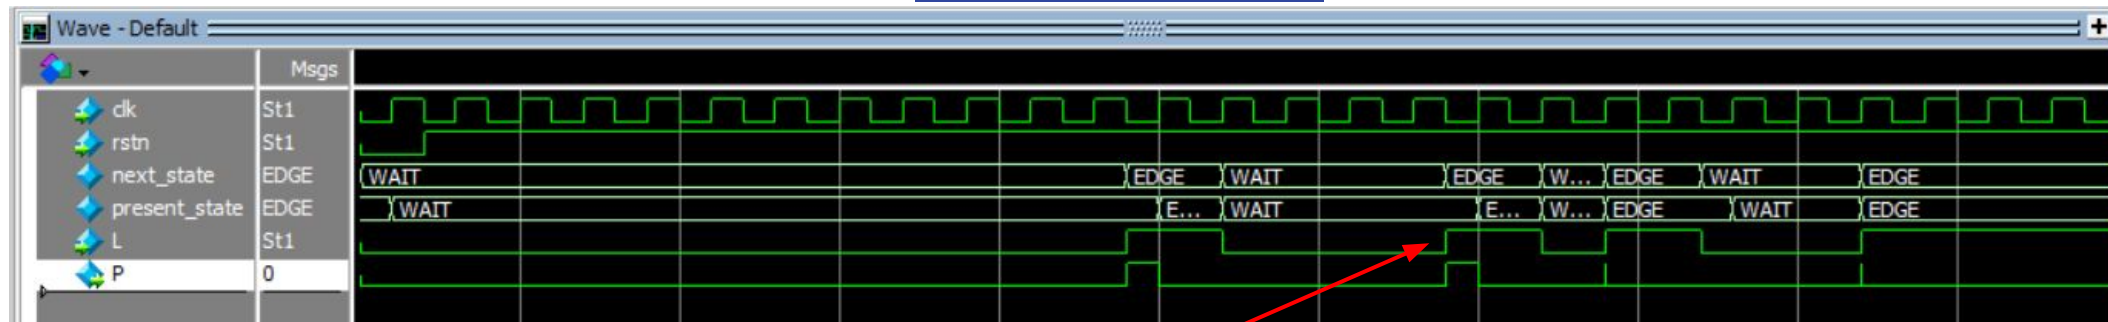 Wave - Default
Msgs
clk St1
rstn St1
next_state EDGE WAIT EDGE WAIT EDGE W... EDGE WAIT EDGE
present_state EDGE WAIT E... WAIT E... W... EDGE WAIT EDGE
L St1
P 0